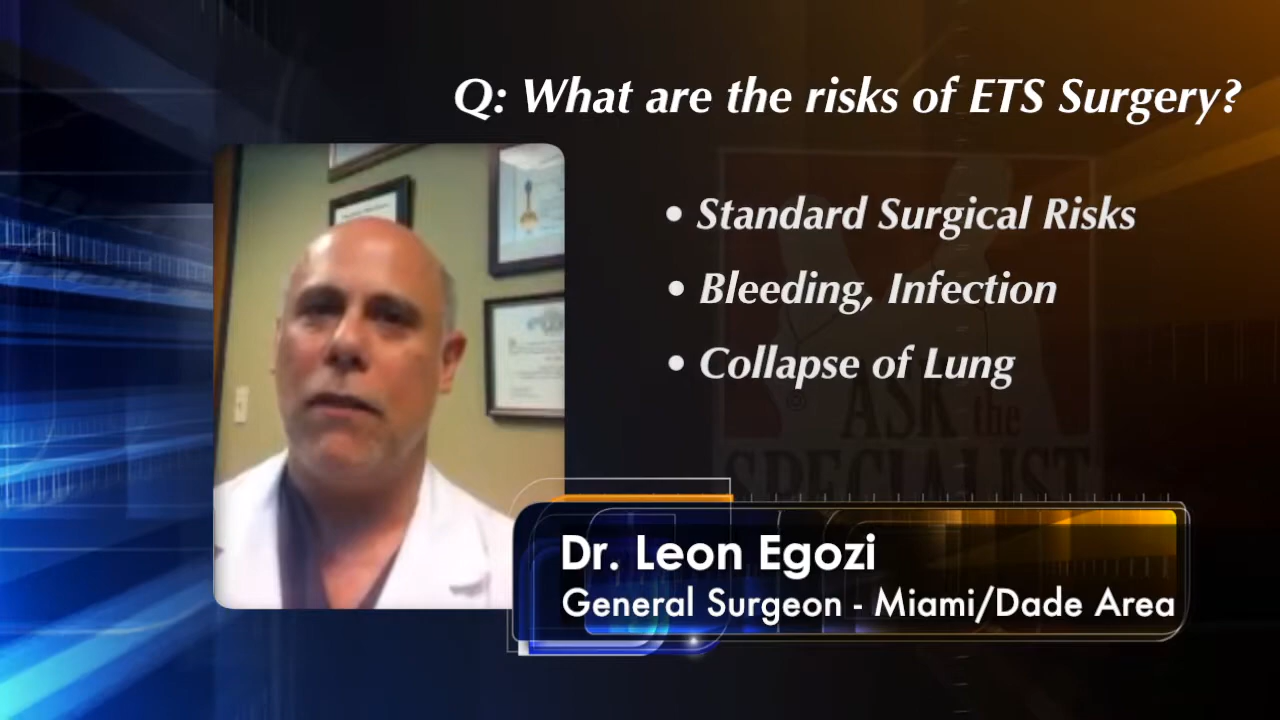 Q: What are the risks of ETS Surgery?
• Standard Surgical Risks
• Bleeding, Infection
• Collapse of Lung
ASK the
SPECIALIST
Dr. Leon Egozi
General Surgeon - Miami/Dade Area